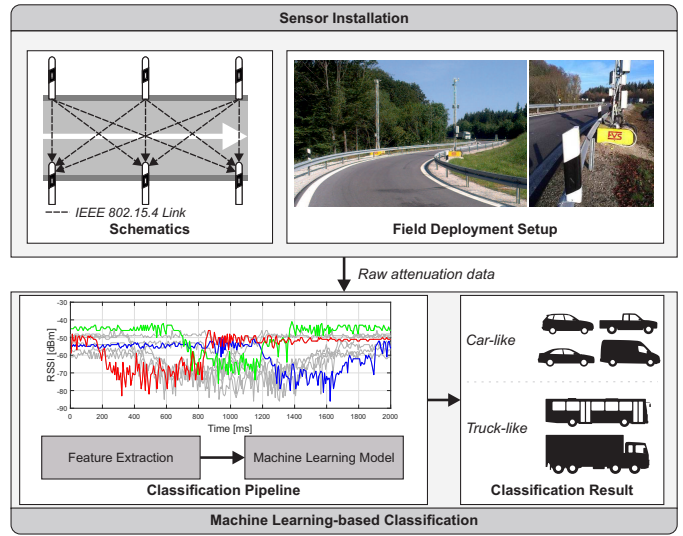 Sensor Installation
IEEE 802.15.4 Link
Schematics
EVS
Field Deployment Setup
Raw attenuation data
-30
-40
-50
-60
-70
-80
-90
RSSI [dBm]
0 200 400 600 800 1000 1200 1400 1600 1800 2000
Time [ms]
Feature Extraction
Machine Learning Model
Classification Pipeline
Car-like
Truck-like
Classification Result
Machine Learning-based Classification